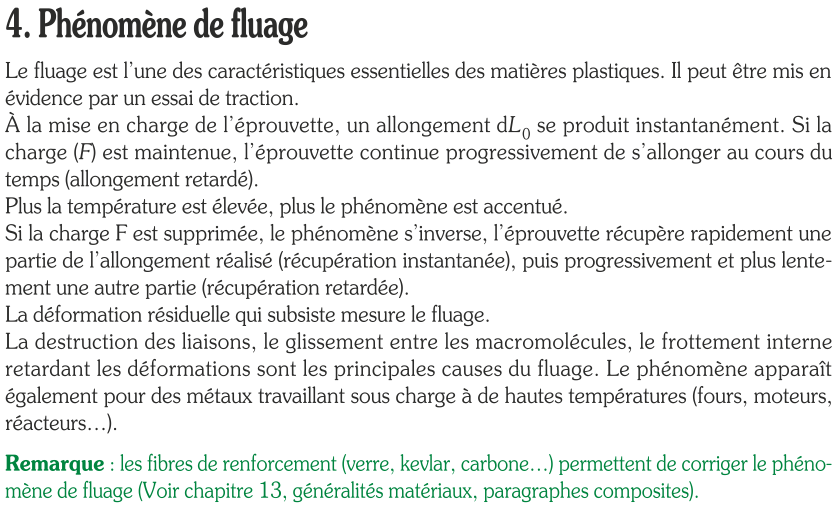 4. Phénomène de fluage
Le fluage est l'une des caractéristiques essentielles des matières plastiques. Il peut être mis en
évidence par un essai de traction.
À la mise en charge de l'éprouvette, un allongement dL₀ se produit instantanément. Si la
charge (F) est maintenue, l'éprouvette continue progressivement de s'allonger au cours du
temps (allongement retardé).
Plus la température est élevée, plus le phénomène est accentué.
Si la charge F est supprimée, le phénomène s'inverse, l'éprouvette récupère rapidement une
partie de l'allongement réalisé (récupération instantanée), puis progressivement et plus lente-
ment une autre partie (récupération retardée).
La déformation résiduelle qui subsiste mesure le fluage.
La destruction des liaisons, le glissement entre les macromolécules, le frottement interne
retardant les déformations sont les principales causes du fluage. Le phénomène apparaît
également pour des métaux travaillant sous charge à de hautes températures (fours, moteurs,
réacteurs...).
Remarque : les fibres de renforcement (verre, kevlar, carbone...) permettent de corriger le phéno-
mène de fluage (Voir chapitre 13, généralités matériaux, paragraphes composites).